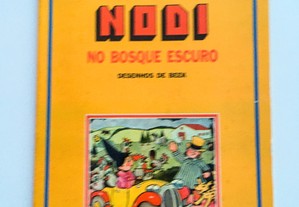 NODI
NO BOSQUE ESCURO
DESENHOS DE BEEK